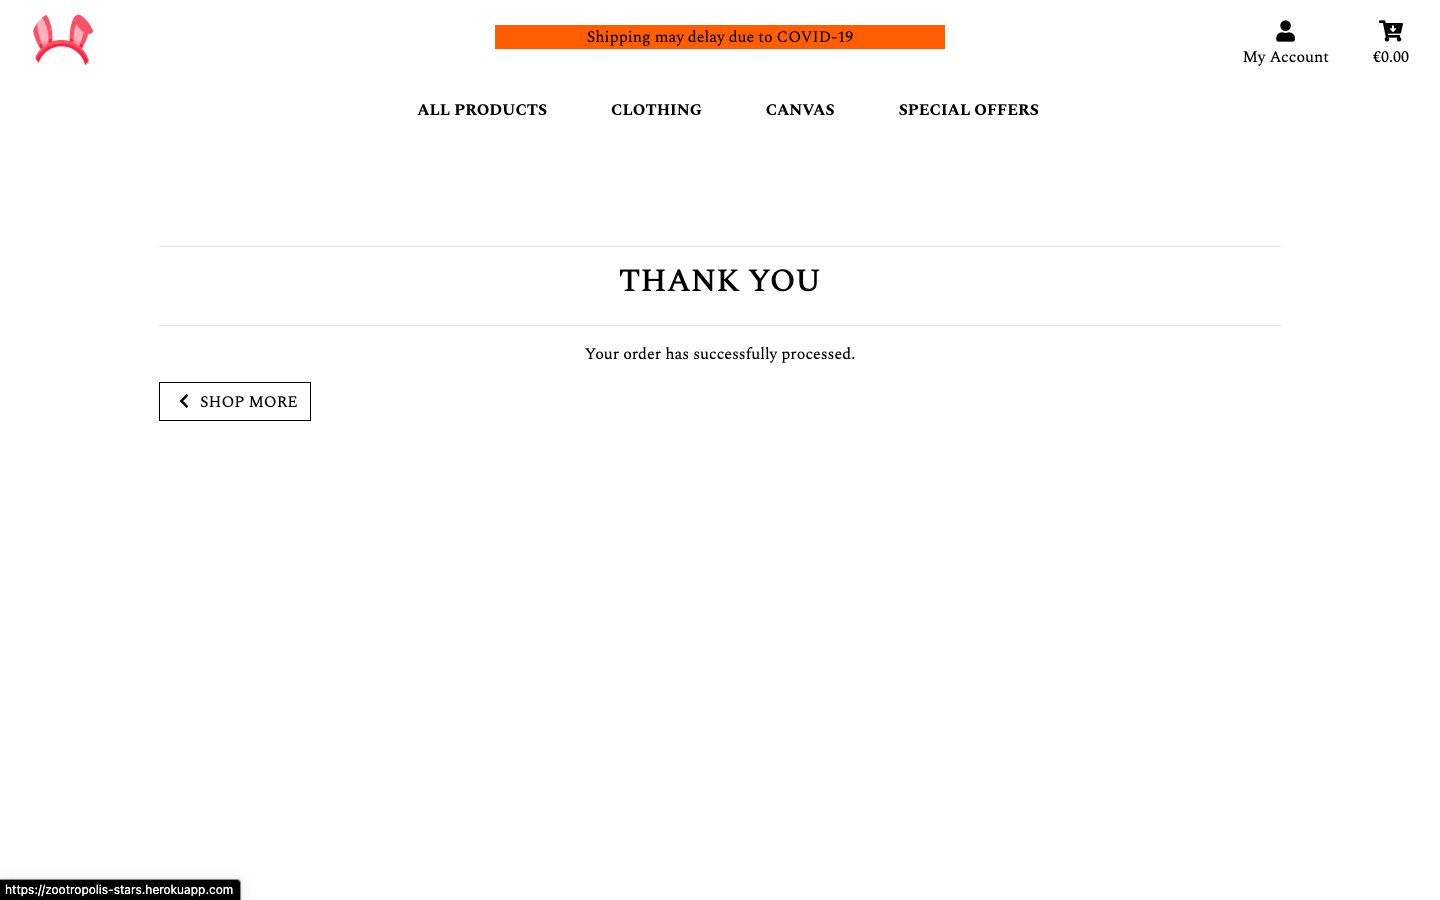 Shipping may delay due to COVID-19
My Account
€0.00
ALL PRODUCTS
CLOTHING
CANVAS
SPECIAL OFFERS
THANK YOU
Your order has successfully processed.
SHOP MORE
https://zootropolis-stars.herokuapp.com